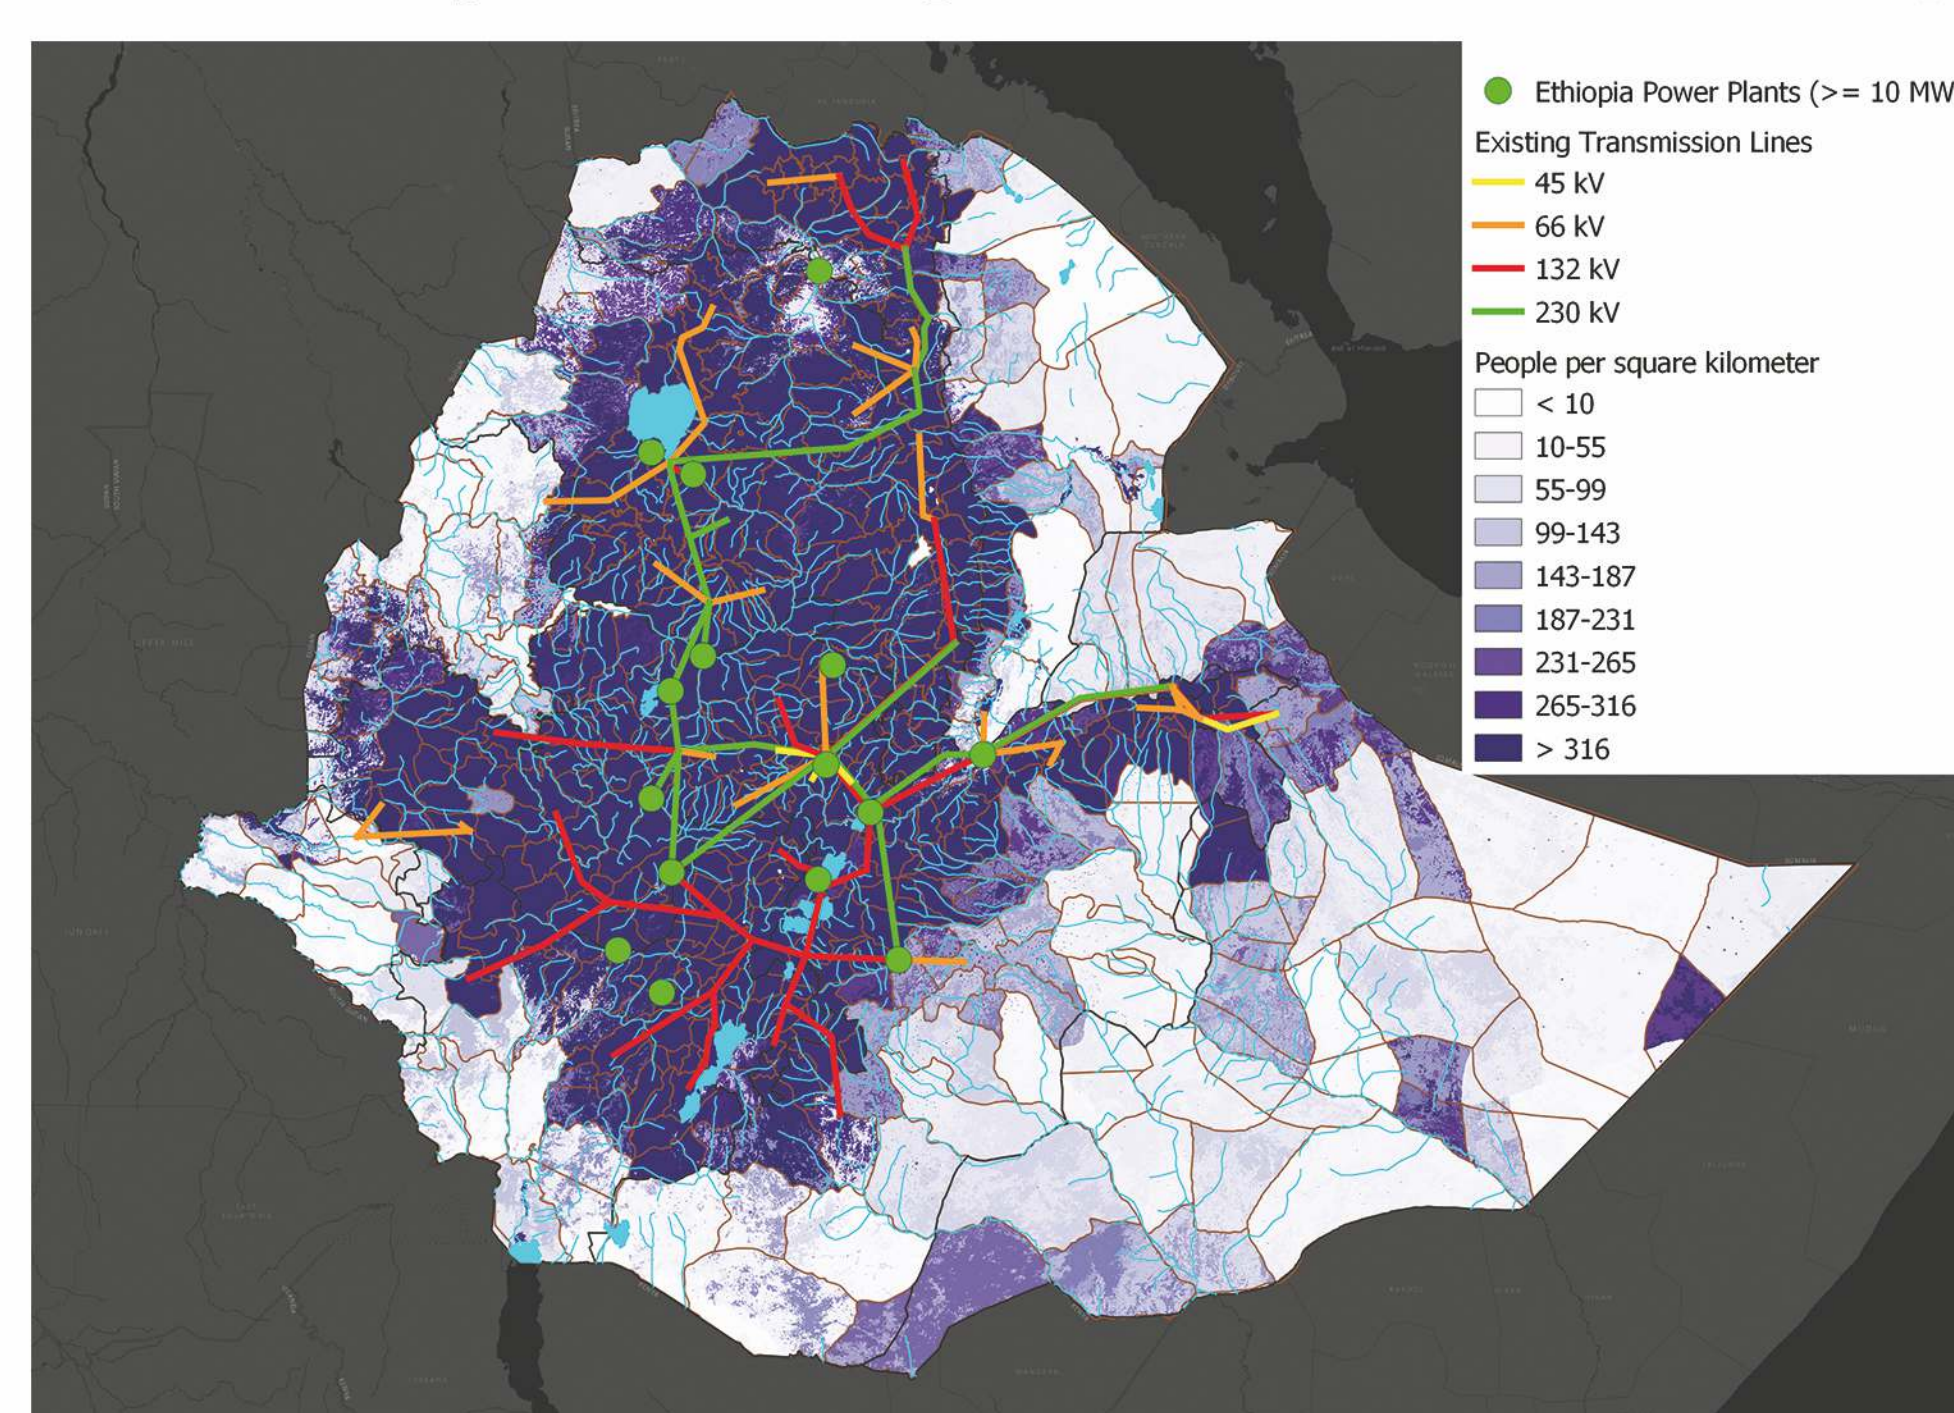 Ethiopia Power Plants (>= 10 MW
Existing Transmission Lines
45 kV
66 kV
132 kV
230 kV
People per square kilometer
< 10
10-55
55-99
99-143
143-187
187-231
231-265
265-316
> 316